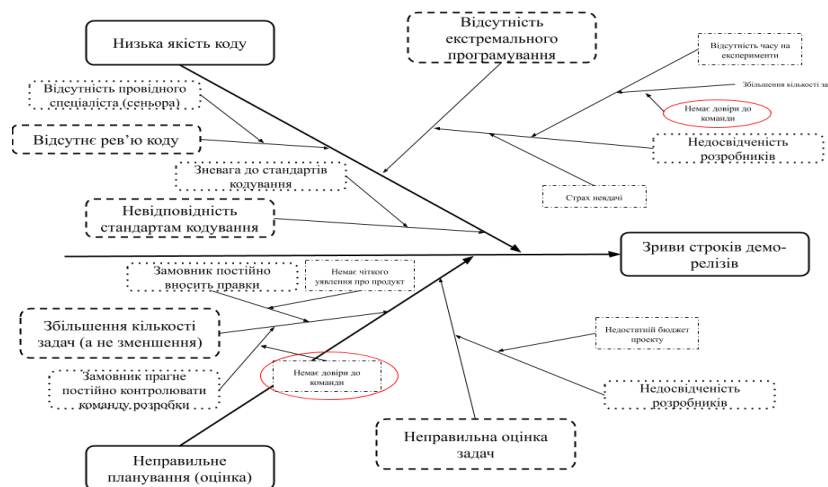 Низька якість коду
Відсутність
екстремального
програмування
Відсутність часу на
експерименти
Збільшення кількості за
Немає довіри до
команди
Недосвідченість
розробників
Страх невдачі
Відсутність провідного
спеціаліста (сеньора)
Відсутнє рев’ю коду
Зневага до стандартів
кодування
Невідповідність
стандартам кодування
Зриви строків демо-
релізів
Замовник постійно
вносить правки
Немає чіткого
уявлення про продукт
Збільшення кількості
задач (а не зменшення)
Замовник прагне
постійно контролювати
команду розробки
Немає довіри до
команди
Недостатній бюджет
проекту
Недосвідченість
розробників
Неправильна оцінка
задач
Неправильне
планування (оцінка)